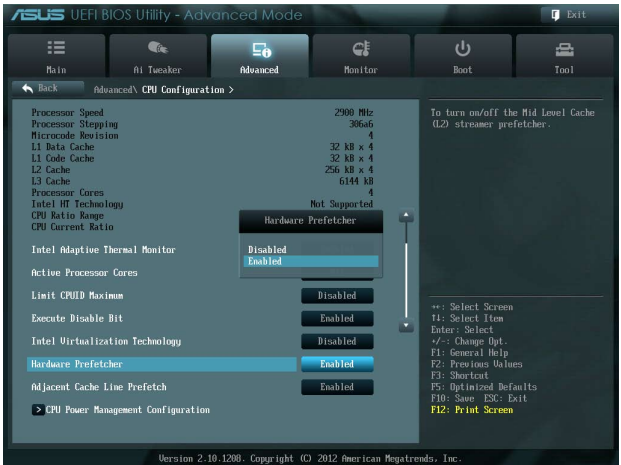 ASUS UEFI BIOS Utility - Advanced Mode
Exit
Main Ai Tweaker Advanced Monitor Boot Tool
Back Advanced\ CPU Configuration >
Processor Speed 2900 MHz
Processor Stepping 306a6
Microcode Revision 4
L1 Data Cache 32 kB x 4
L1 Code Cache 32 kB x 4
L2 Cache 256 kB x 4
L3 Cache 6144 kB
Processor Cores 4
Intel HT Technology Not Supported
CPU Ratio Range
CPU Current Ratio
Hardware Prefetcher
Disabled
Enabled
Intel Adaptive Thermal Monitor
Active Processor Cores
Limit CPUID Maximum Disabled
Execute Disable Bit Enabled
Intel Virtualization Technology Disabled
Hardware Prefetcher Enabled
Adjacent Cache Line Prefetch Enabled
> CPU Power Management Configuration
To turn on/off the Mid Level Cache
(L2) streamer prefetcher.
→←: Select Screen
↑↓: Select Item
Enter: Select
+/-: Change Opt.
F1: General Help
F2: Previous Values
F3: Shortcut
F5: Optimized Defaults
F10: Save ESC: Exit
F12: Print Screen
Version 2.10.1208. Copyright (C) 2012 American Megatrends, Inc.